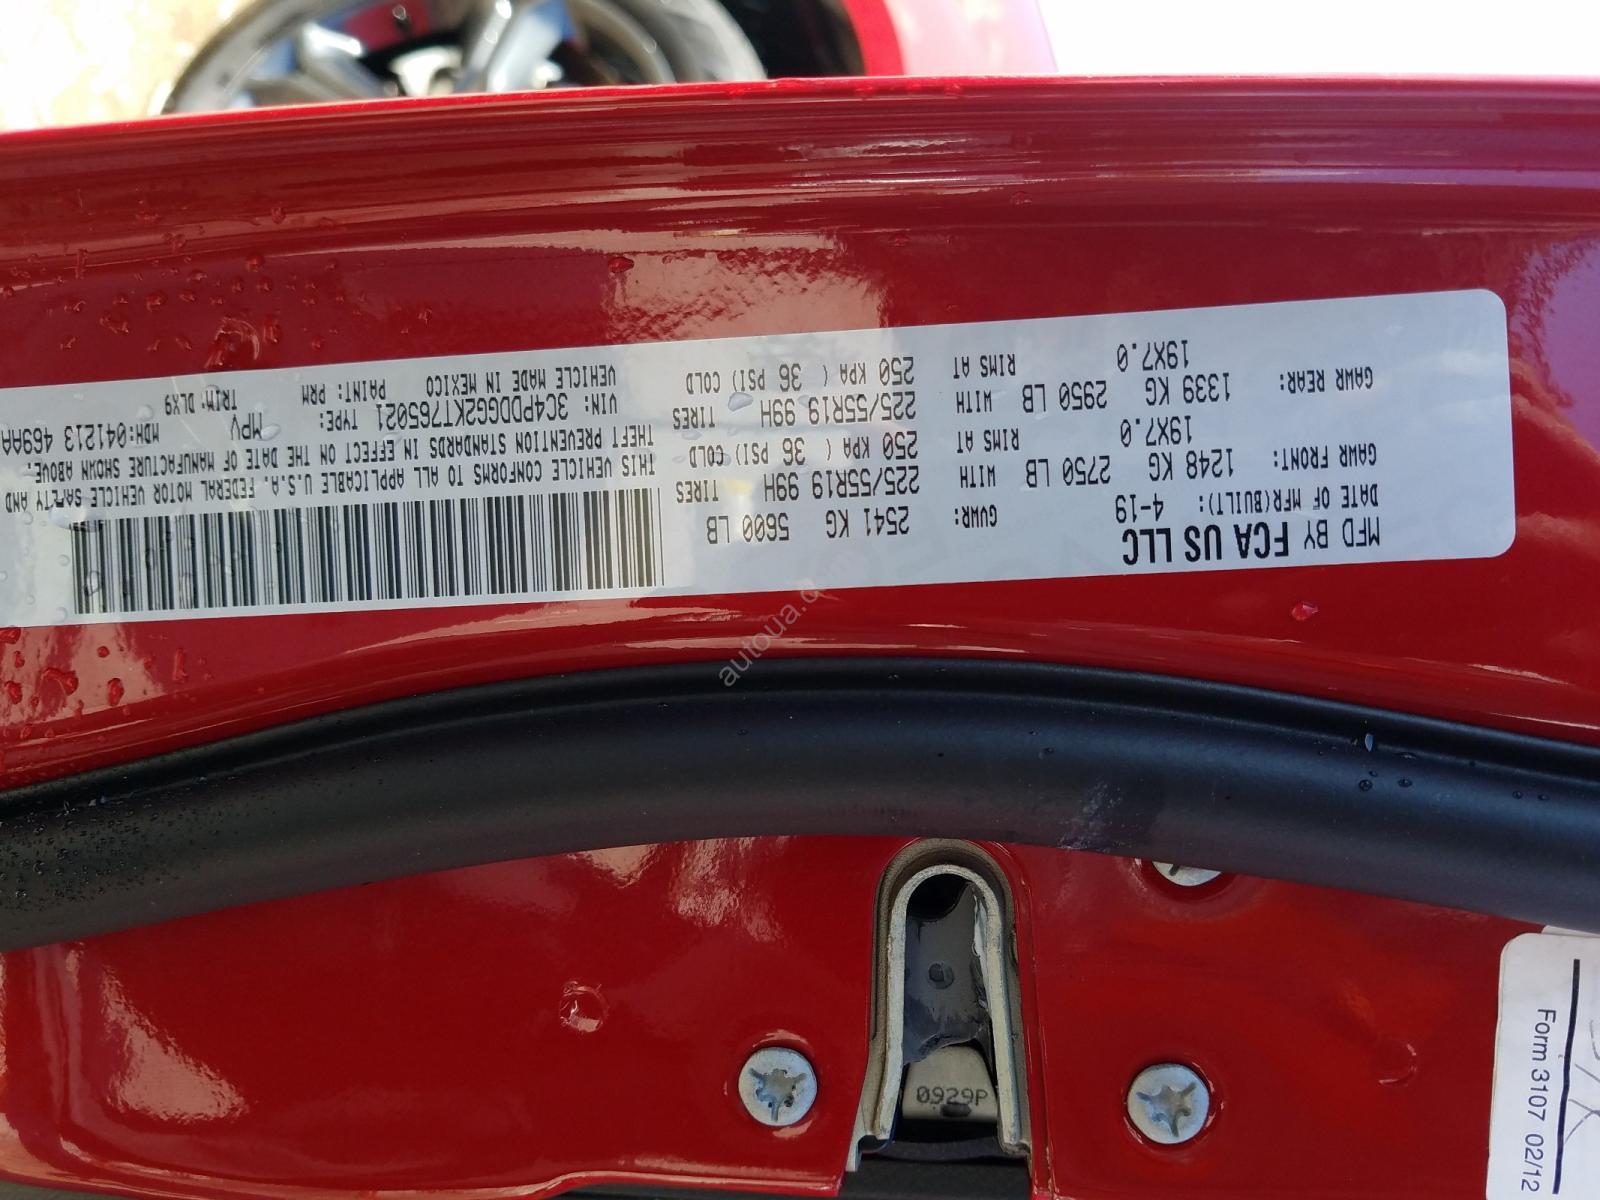 MFD BY FCA US LLC
DATE OF MFR(BUILT): 4-19
GVWR: 2541 KG 5600 LB
GAWR FRONT: 1248 KG 2750 LB WITH TIRES 225/55R19 99H
19X7.0 RIMS AT 250 KPA ( 36 PSI) COLD
GAWR REAR: 1339 KG 2950 LB WITH TIRES 225/55R19 99H
19X7.0 RIMS AT 250 KPA ( 36 PSI) COLD
THIS VEHICLE CONFORMS TO ALL APPLICABLE U.S.A. FEDERAL MOTOR VEHICLE SAFETY AND
THEFT PREVENTION STANDARDS IN EFFECT ON THE DATE OF MANUFACTURE SHOWN ABOVE.
VIN: 3C4PDDGG2KT765021 TYPE: MPV MDH:041213 469AA
VEHICLE MADE IN MEXICO PAINT: PRM TRIM: DLX9
autoua.
0929P
Form 3107 02/12